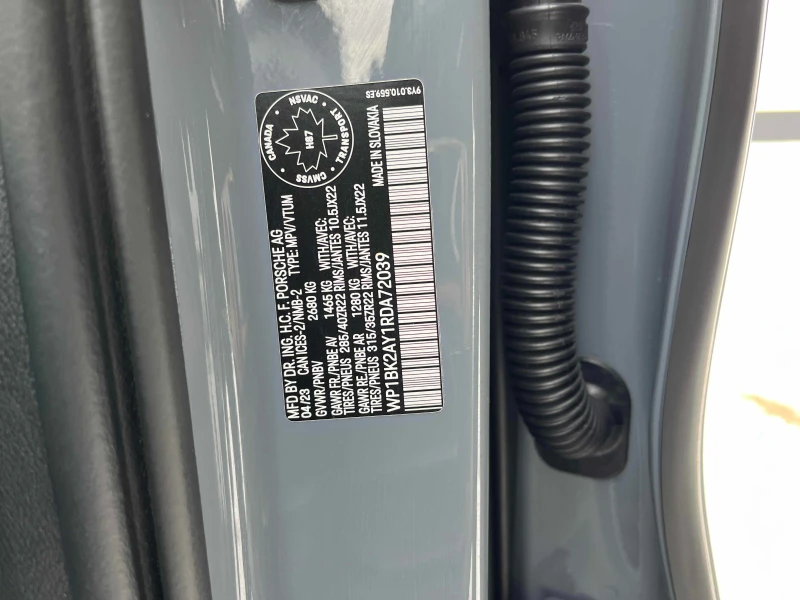 MFD BY DR. ING. H.C. F. PORSCHE AG
04/23 CAN ICES-2/NMB-2 TYPE: MPV/VTUM
GVWR/PNBV 2680 KG
GAWR FR./PNBE AV 1465 KG WITH/AVEC:
TIRES/PNEUS 285/40ZR22 RIMS/JANTES 10.5JX22
GAWR RE./PNBE AR 1280 KG WITH/AVEC:
TIRES/PNEUS 315/35ZR22 RIMS/JANTES 11.5JX22
WP1BK2AY1RDA72039 MADE IN SLOVAKIA
9Y3.010.559.ES
CANADA
NSVAC
TRANSPORT
CMVSS
H87